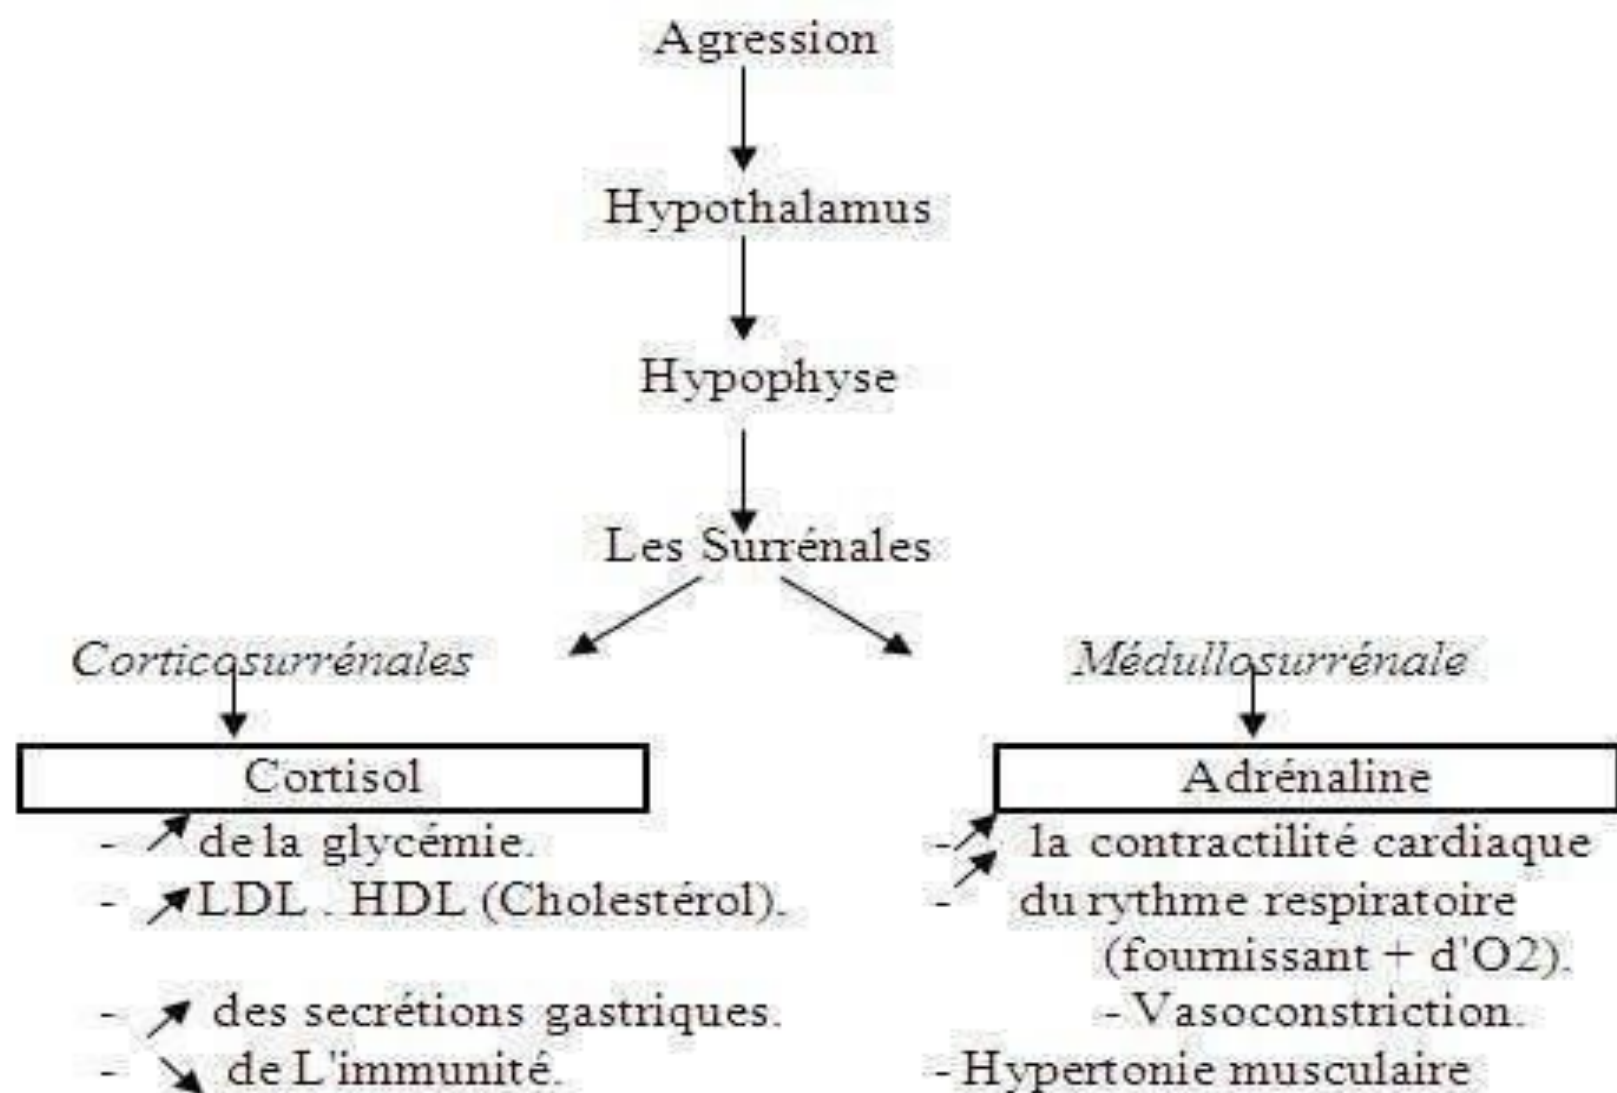 Agression
Hypothalamus
Hypophyse
Les Surrénales
Corticosurrénales
Médullosurrénale
Cortisol
- de la glycémie.
- LDL . HDL (Cholestérol).
- des secrétions gastriques.
- de L'immunité.
Adrénaline
- la contractilité cardiaque
- du rythme respiratoire
(fournissant + d'O2).
- Vasoconstriction.
- Hypertonie musculaire